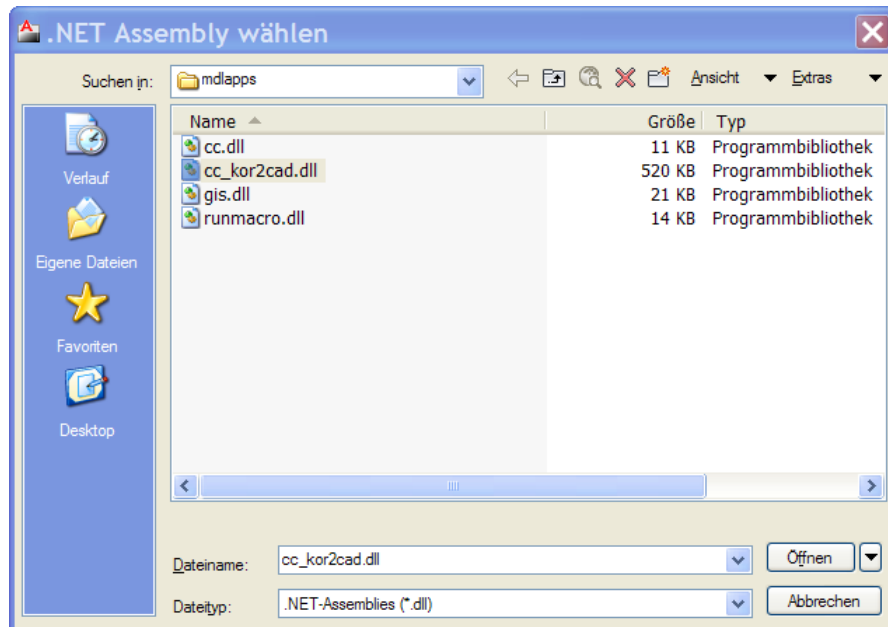 .NET Assembly wählen
Suchen in: mdlapps Ansicht Extras
Name Größe Typ
cc.dll 11 KB Programmbibliothek
cc_kor2cad.dll 520 KB Programmbibliothek
gis.dll 21 KB Programmbibliothek
runmacro.dll 14 KB Programmbibliothek
Verlauf
Eigene Dateien
Favoriten
Desktop
Dateiname: cc_kor2cad.dll Öffnen
Dateityp: .NET-Assemblies (*.dll) Abbrechen